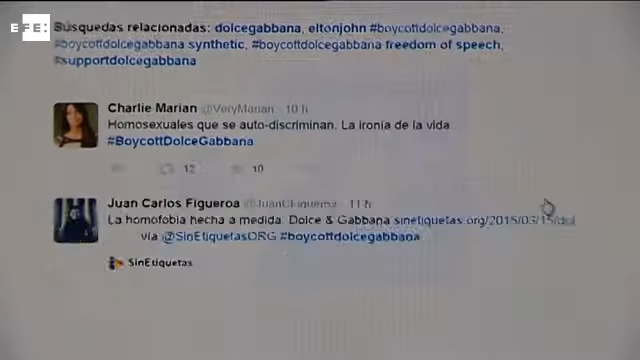 EFE:
Búsquedas relacionadas: dolcegabbana, eltonjohn #boycottdolcegabbana,
#boycottdolcegabbana synthetic, #boycottdolcegabbana freedom of speech,
#supportdolcegabbana
Charlie Marian @VeryMarian · 10 h
Homosexuales que se auto-discriminan. La ironía de la vida...
#BoycottDolceGabbana
12 10
Juan Carlos Figueroa · 11 h
La homofobia hecha a medida: Dolce & Gabbana sinetiquetas.org/2015/03/15/
vía @SinEtiquetasORG #boycottdolcegabbana
SinEtiquetas